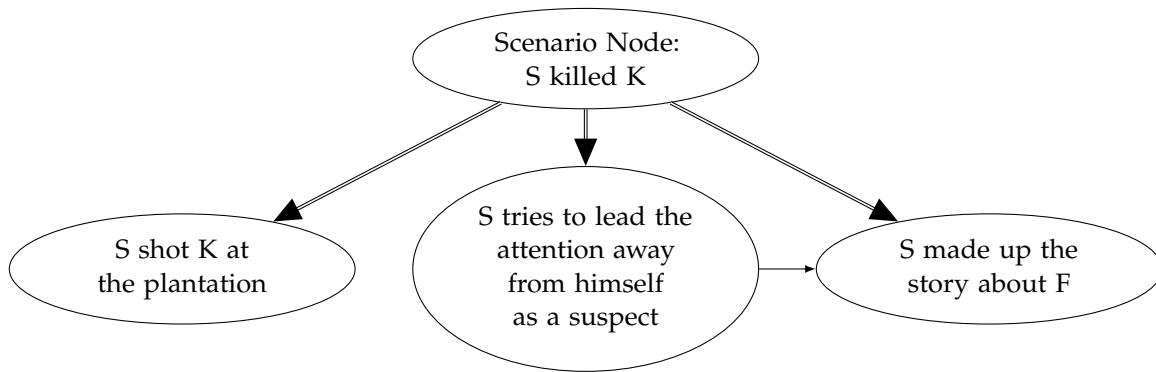 Scenario Node:
S killed K
S shot K at
the plantation
S tries to lead the
attention away
from himself
as a suspect
S made up the
story about F